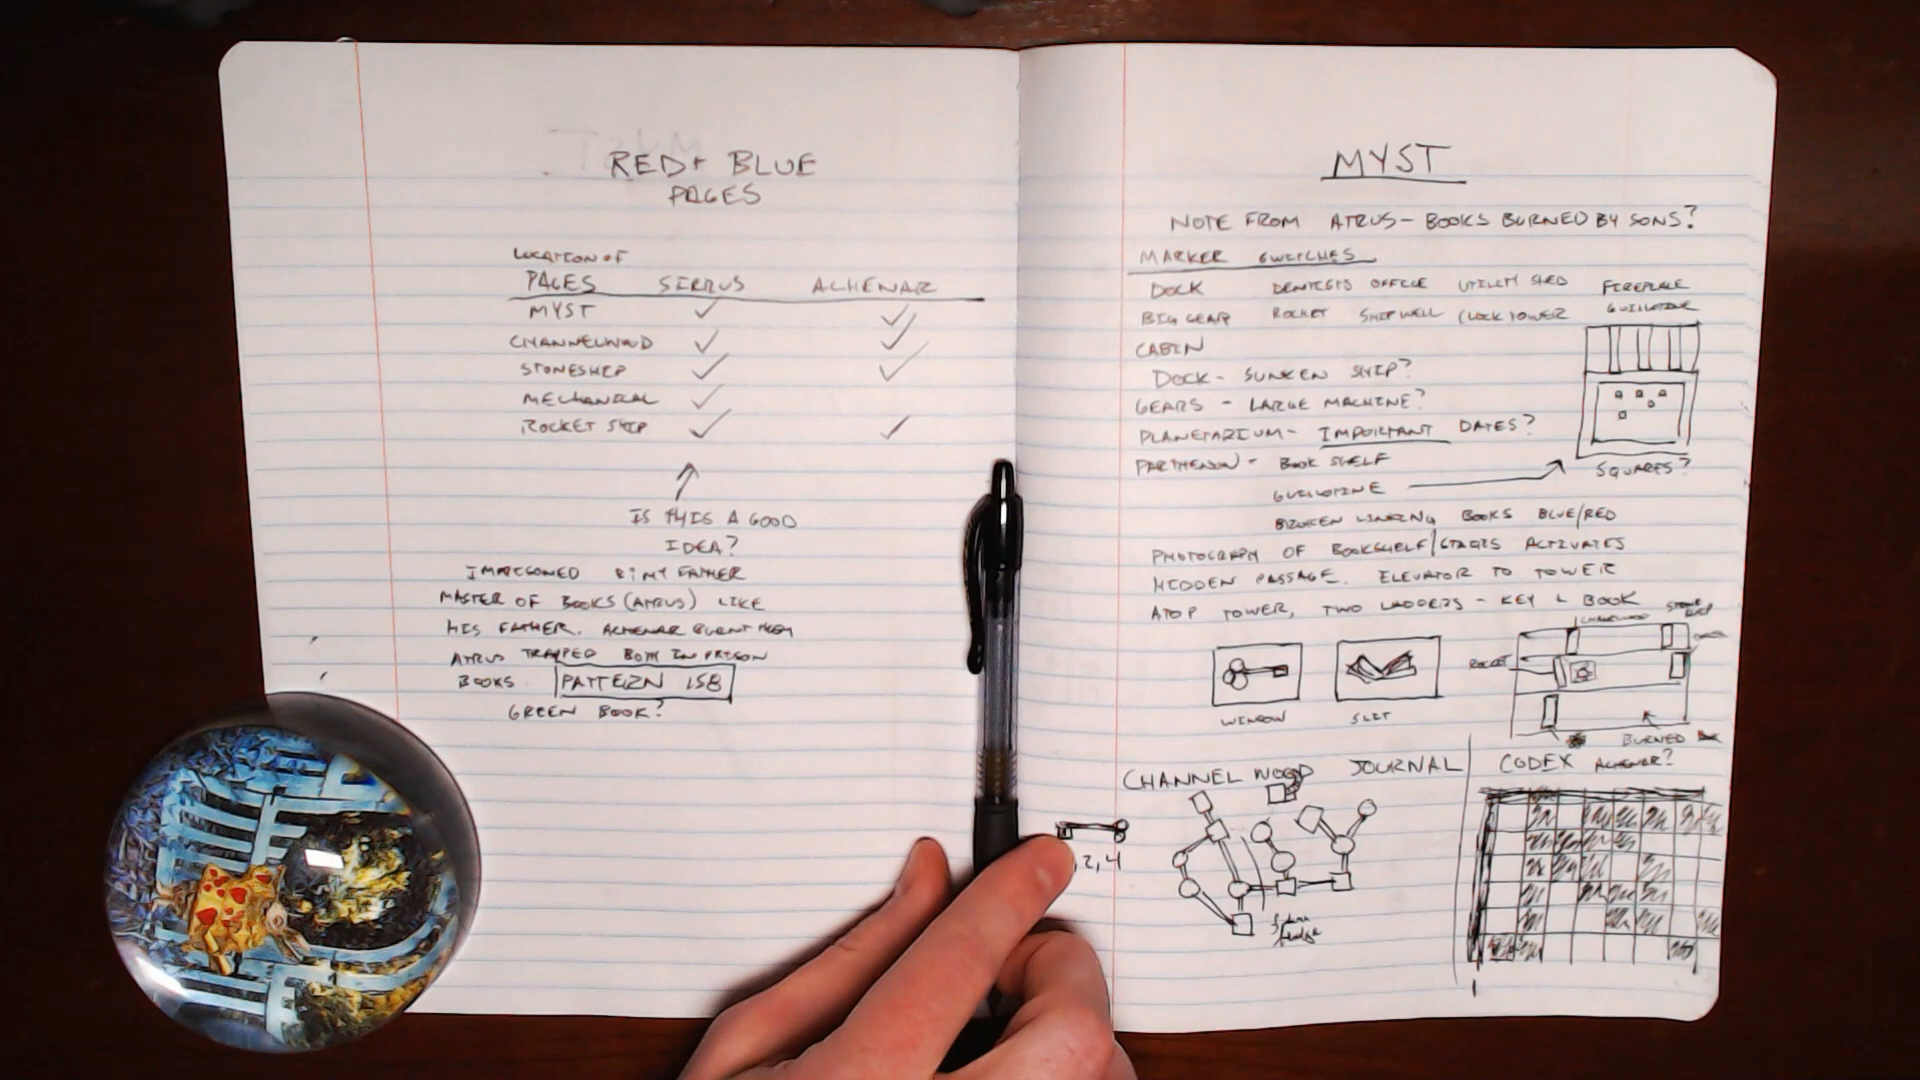 RED + BLUE
PAGES
LOCATION OF
PAGES SIRRUS ACHENAR
MYST ✓ ✓
CHANNELWOOD ✓ ✓
STONESHIP ✓ ✓
MECHANICAL ✓
ROCKET SHIP ✓ ✓
IS THIS A GOOD
IDEA?
IMPRISONED BY MY FATHER
MASTER OF BOOKS (ATRUS) LIKE
HIS FATHER. ACHENAR BURNT THEM
ATRUS TRAPPED BOTH IN PRISON
BOOKS PATTERN 158
GREEN BOOK?
MYST
NOTE FROM ATRUS - BOOKS BURNED BY SONS?
MARKER SWITCHES
DOCK DENTISTS OFFICE UTILITY SHED FIREPLACE
BIG GEAR ROCKET SHIP WELL CLOCK TOWER GUILLOTINE
CABIN
DOCK - SUNKEN SHIP?
GEARS - LARGE MACHINE?
PLANETARIUM - IMPORTANT DATES?
PARTHENON - BOOK SHELF
SQUARES?
GUILLOTINE
BROKEN LINKING BOOKS BLUE/RED
PHOTOGRAPH OF BOOKSHELF/STAIRS ACTIVATES
HIDDEN PASSAGE. ELEVATOR TO TOWER
ATOP TOWER, TWO LADDERS - KEY & BOOK
ROCKET
WINDOW SLIT
BURNED
CHANNEL WOOD JOURNAL
CODEX ACHENAR?
, 2, 4